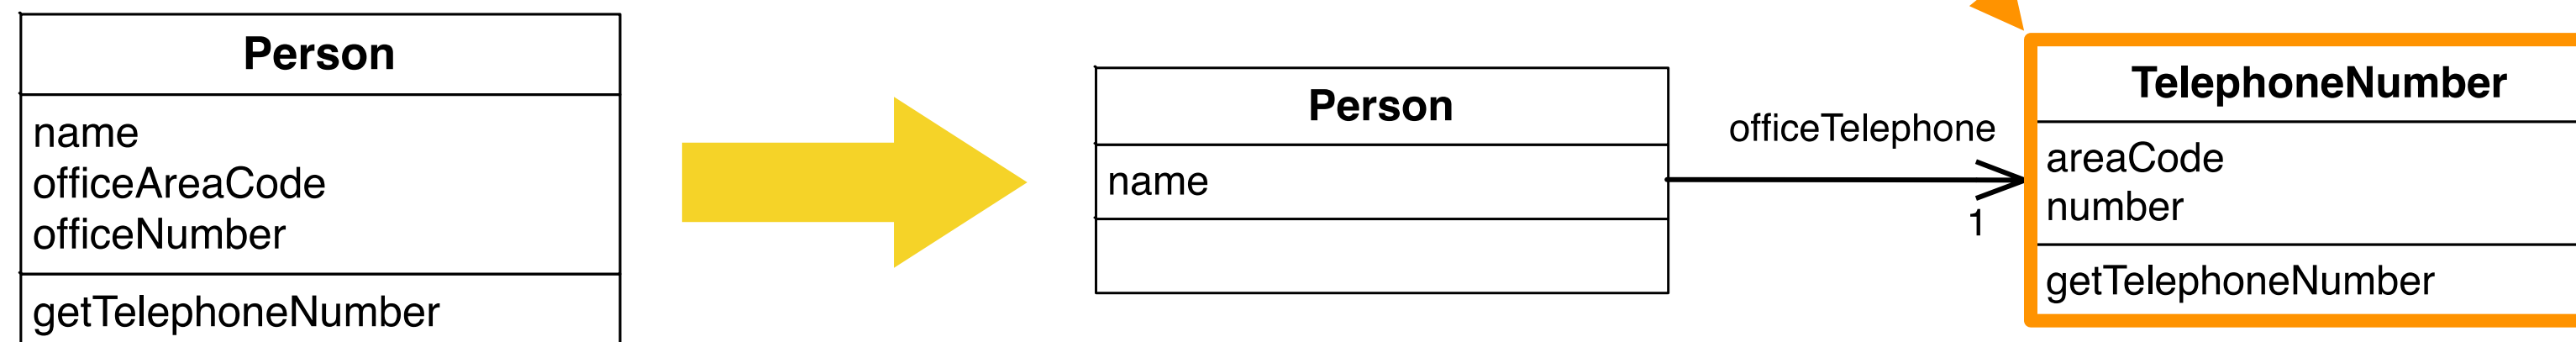 Person
name
officeAreaCode
officeNumber
getTelephoneNumber
Person
name
officeTelephone
1
TelephoneNumber
areaCode
number
getTelephoneNumber